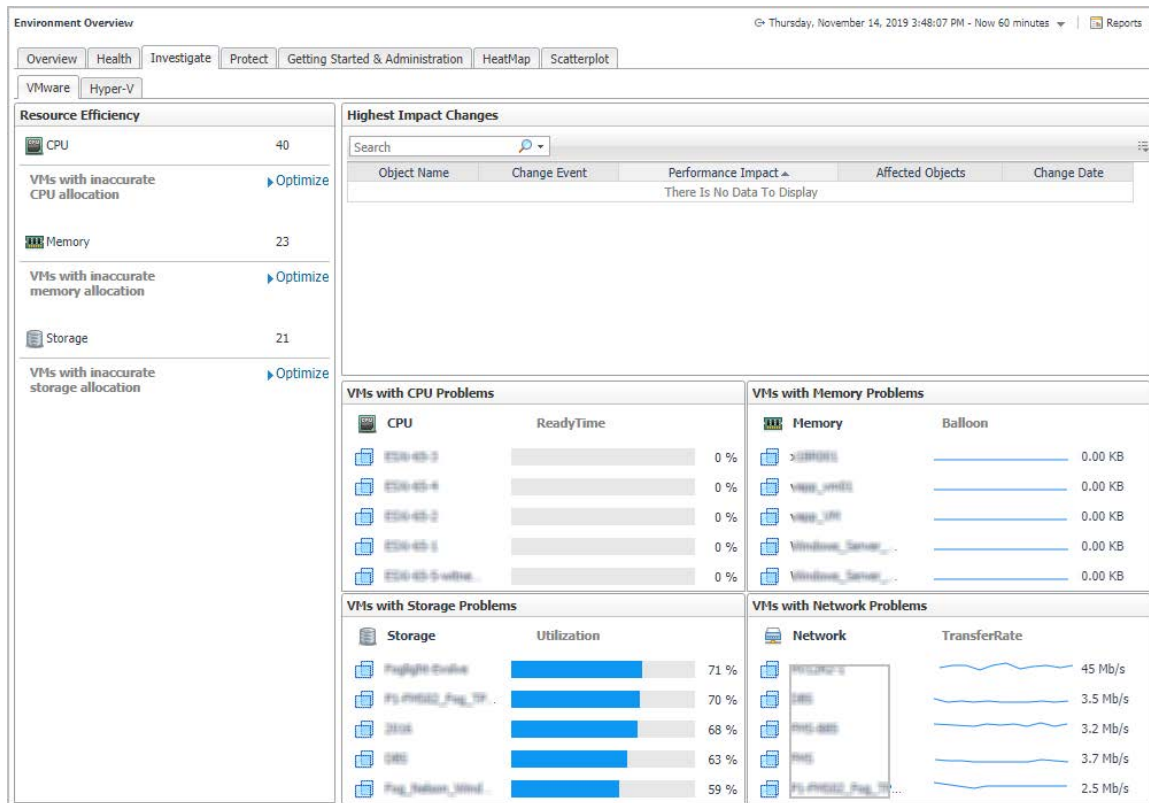 Environment Overview
Thursday, November 14, 2019 3:48:07 PM - Now 60 minutes
Reports
Overview Health Investigate Protect Getting Started & Administration HeatMap Scatterplot
VMware Hyper-V
Resource Efficiency
CPU 40
VMs with inaccurate
CPU allocation
Optimize
Memory 23
VMs with inaccurate
memory allocation
Optimize
Storage 21
VMs with inaccurate
storage allocation
Optimize
Highest Impact Changes
Search
Object Name Change Event Performance Impact Affected Objects Change Date
There Is No Data To Display
VMs with CPU Problems
CPU ReadyTime
0 %
0 %
0 %
0 %
0 %
VMs with Memory Problems
Memory Balloon
0.00 KB
0.00 KB
0.00 KB
0.00 KB
0.00 KB
VMs with Storage Problems
Storage Utilization
71 %
70 %
68 %
63 %
59 %
VMs with Network Problems
Network TransferRate
45 Mb/s
3.5 Mb/s
3.2 Mb/s
3.7 Mb/s
2.5 Mb/s